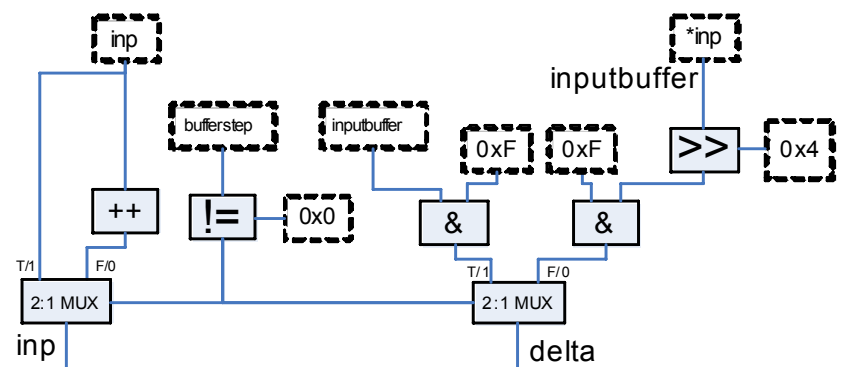 inp
*inp
inputbuffer
bufferstep
inputbuffer
0xF
0xF
>>
0x4
++
!=
0x0
&
&
T/1
F/0
T/1
F/0
2:1 MUX
2:1 MUX
inp
delta